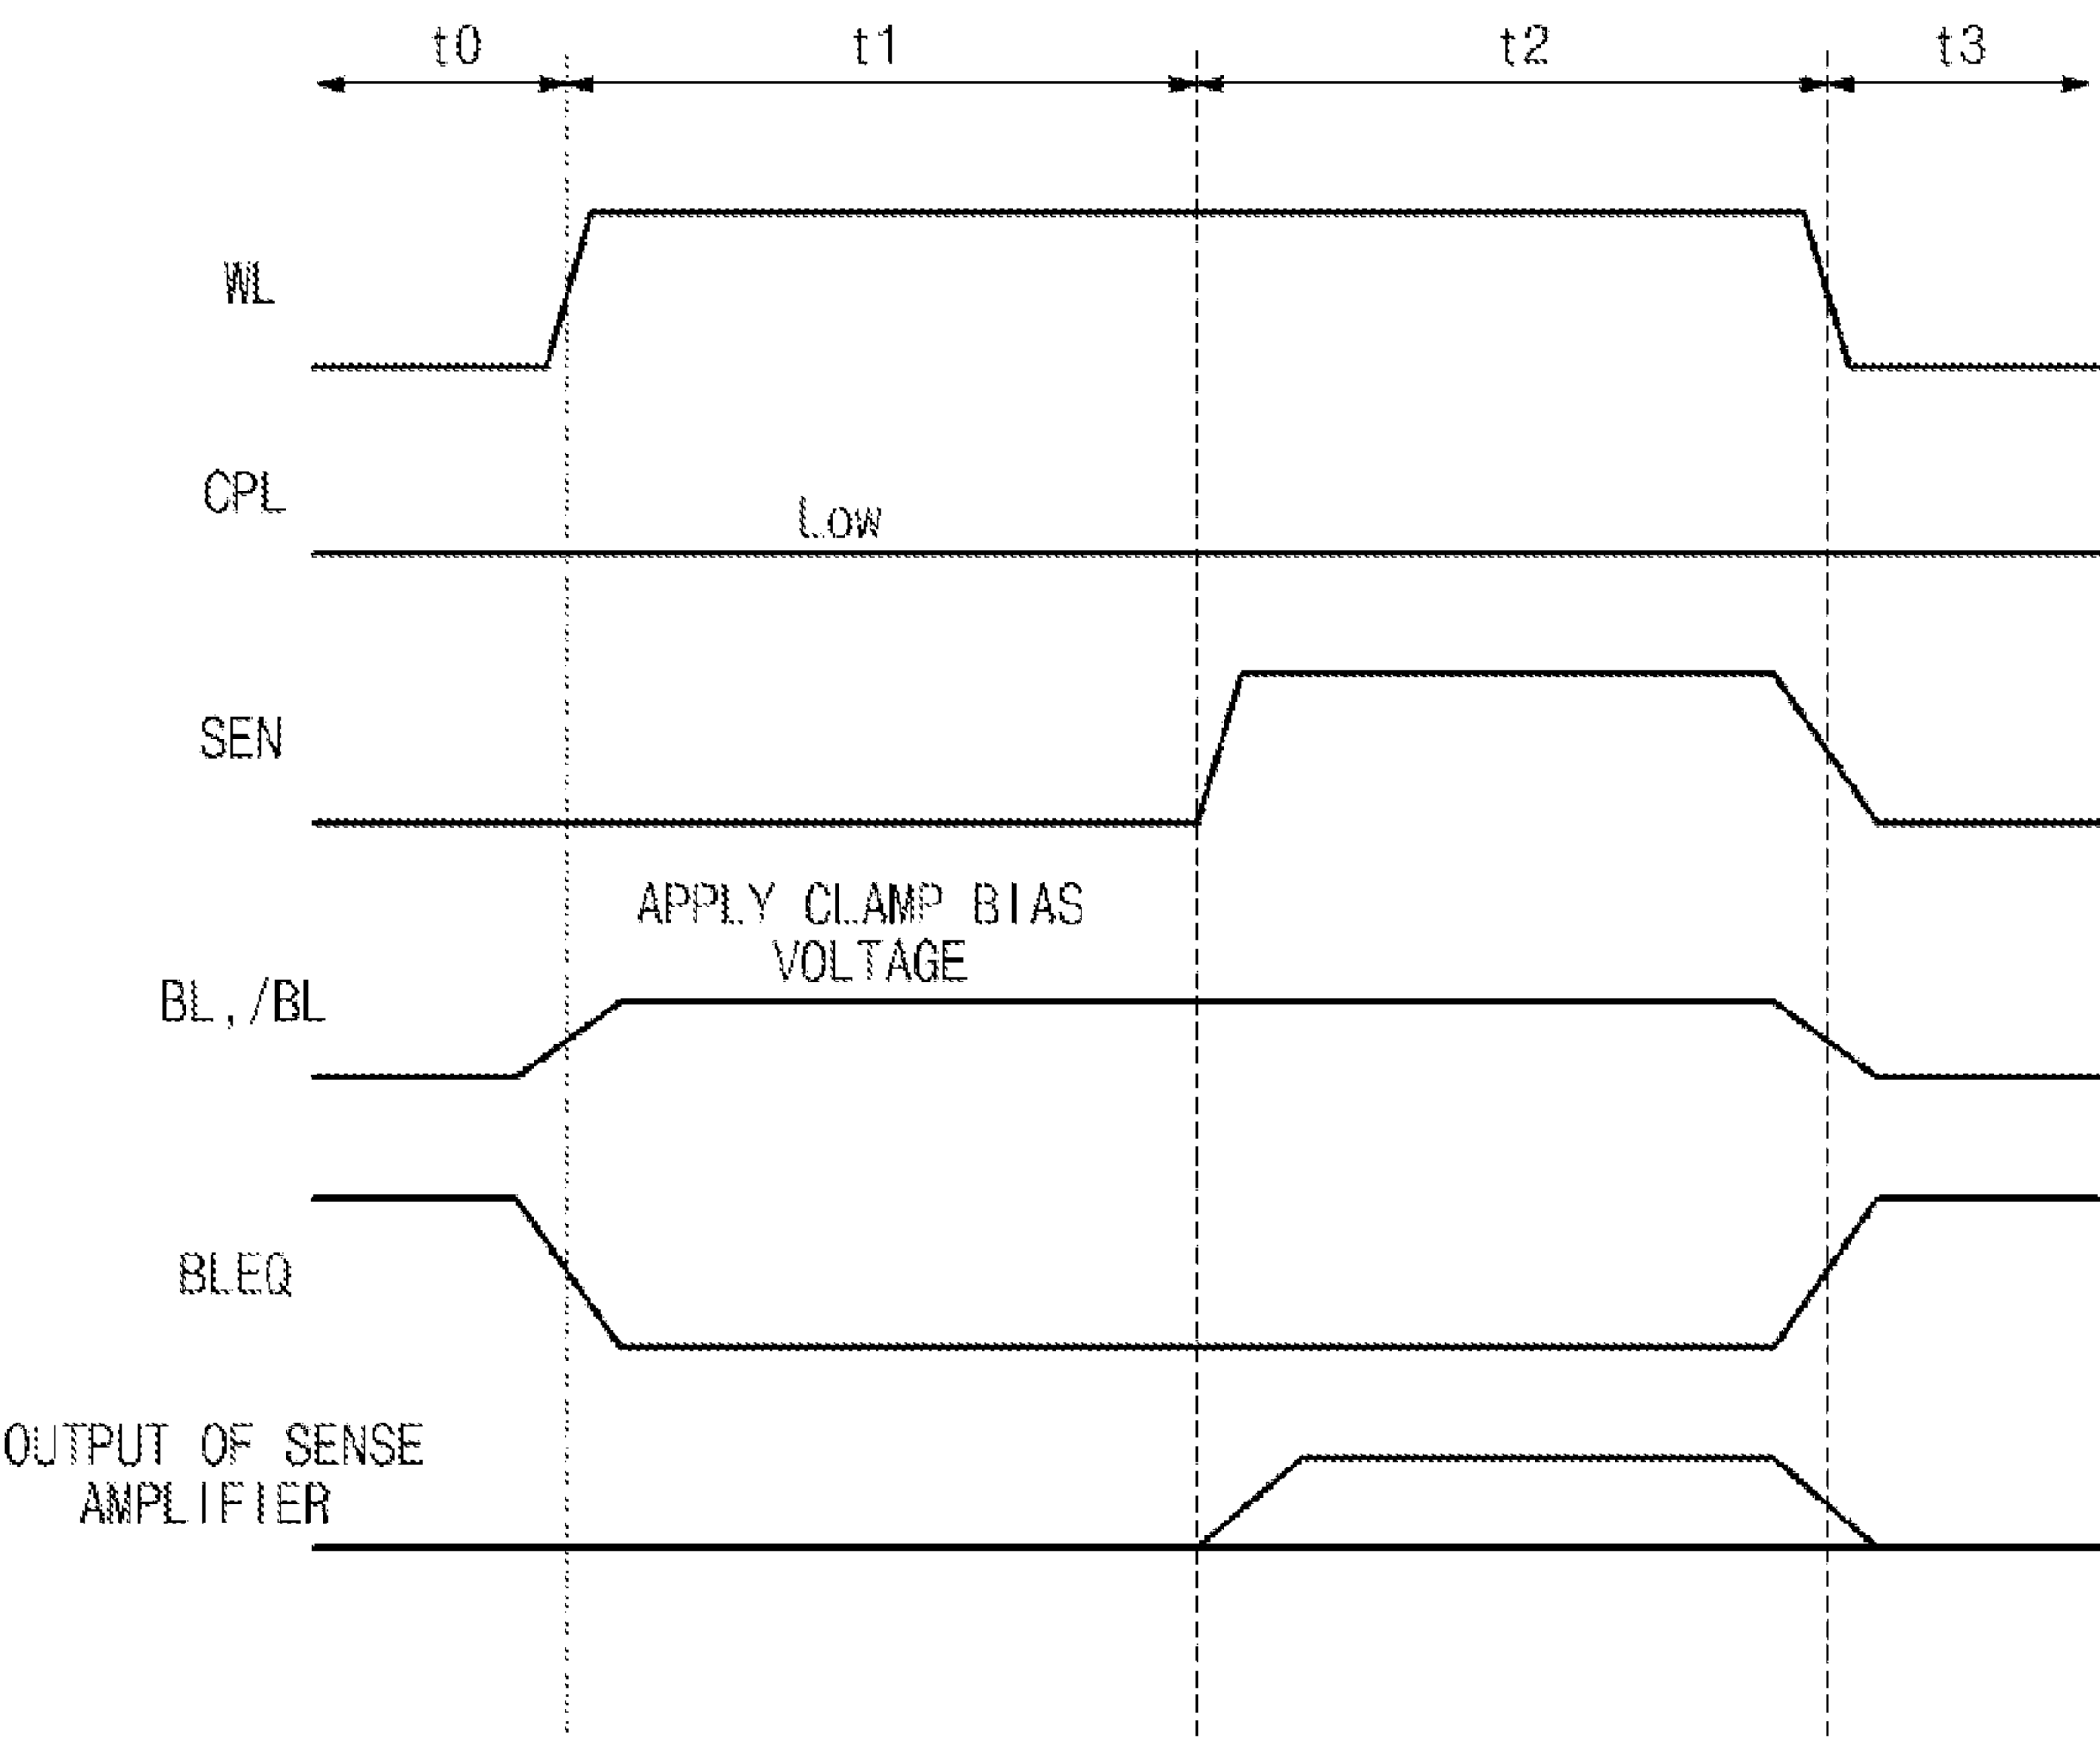 t0 t1 t2 t3
WL
CPL
Low
SEN
APPLY CLAMP BIAS
VOLTAGE
BL,/BL
BLEQ
OUTPUT OF SENSE
AMPLIFIER